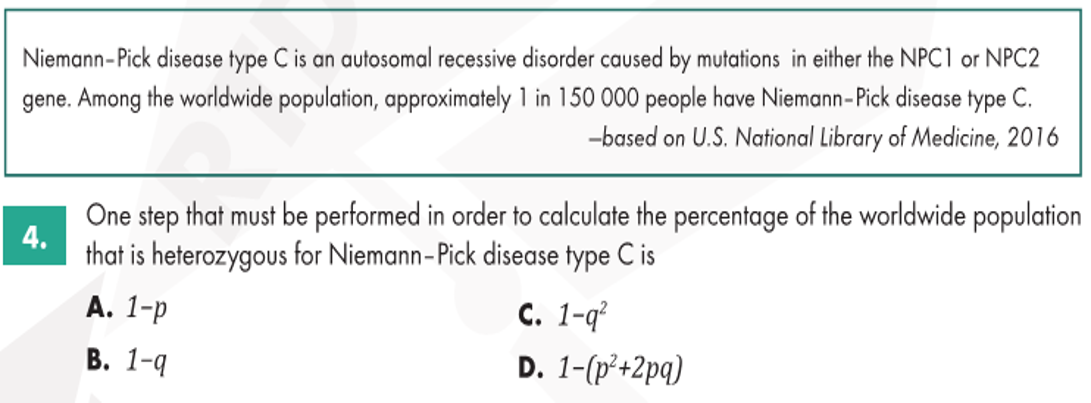 Niemann-Pick disease type C is an autosomal recessive disorder caused by mutations in either the NPC1 or NPC2
gene. Among the worldwide population, approximately 1 in 150 000 people have Niemann-Pick disease type C.
–based on U.S. National Library of Medicine, 2016
4. One step that must be performed in order to calculate the percentage of the worldwide population
that is heterozygous for Niemann-Pick disease type C is
A. 1-p
C. 1-q²
B. 1-q
D. 1-(p²+2pq)